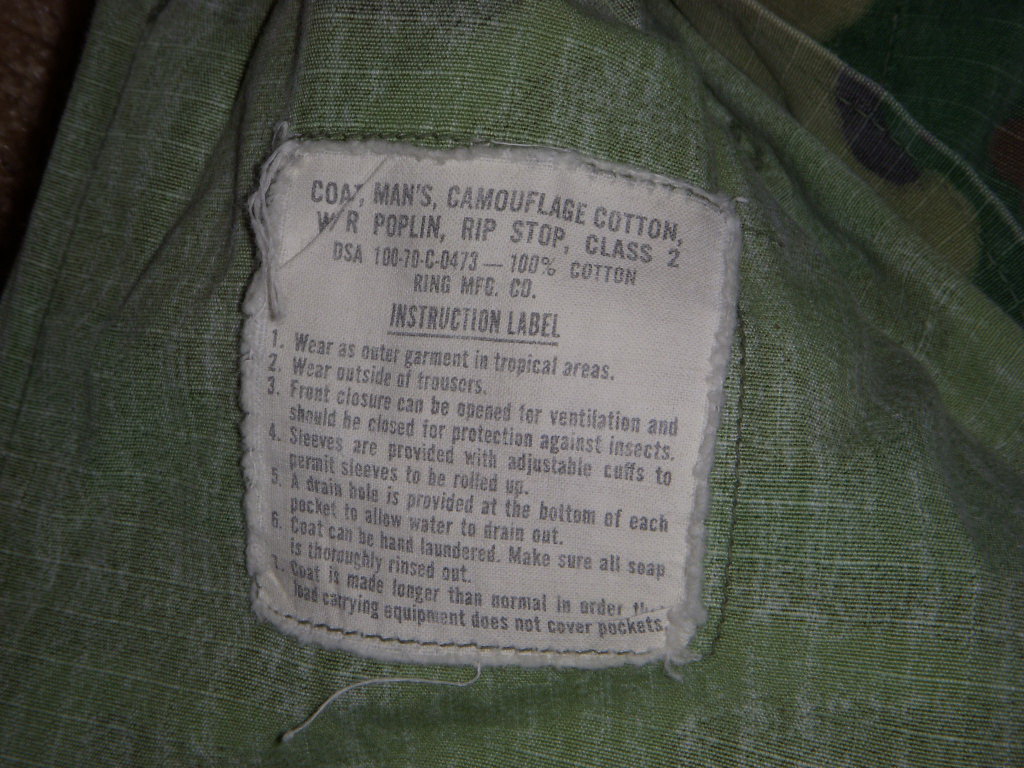 COAT, MAN'S, CAMOUFLAGE COTTON,
W/R POPLIN, RIP STOP, CLASS 2
DSA 100-70-C-0473 — 100% COTTON
RING MFG. CO.
INSTRUCTION LABEL
1. Wear as outer garment in tropical areas.
2. Wear outside of trousers.
3. Front closure can be opened for ventilation and
should be closed for protection against insects.
4. Sleeves are provided with adjustable cuffs to
permit sleeves to be rolled up.
5. A drain hole is provided at the bottom of each
pocket to allow water to drain out.
6. Coat can be hand laundered. Make sure all soap
is thoroughly rinsed out.
7. Coat is made longer than normal in order
load carrying equipment does not cover pockets.